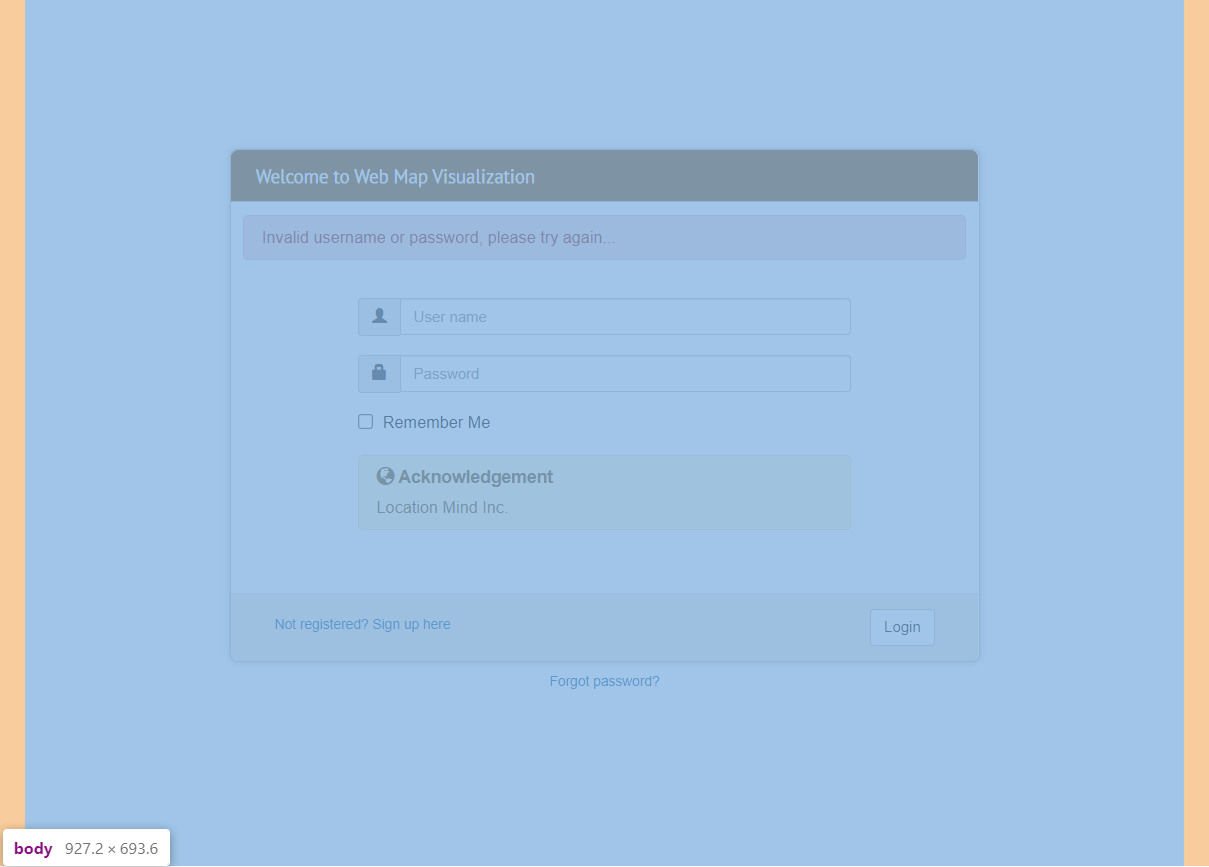 Welcome to Web Map Visualization
Invalid username or password, please try again...
User name
Password
Remember Me
Acknowledgement
Location Mind Inc.
Not registered? Sign up here
Login
Forgot password?
body 927.2 × 693.6